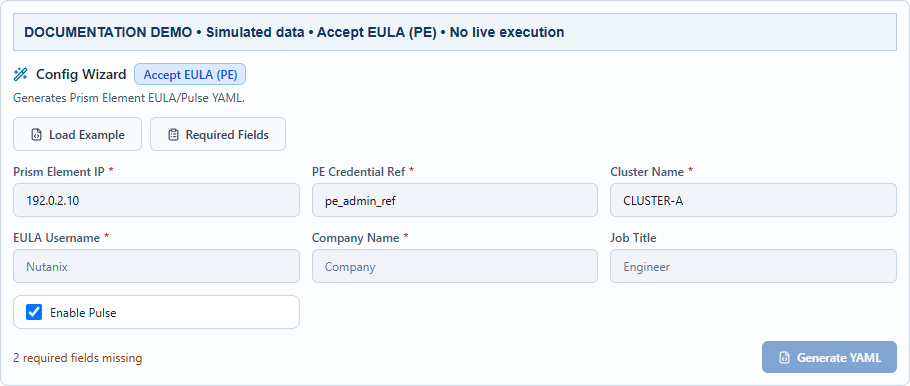 DOCUMENTATION DEMO • Simulated data • Accept EULA (PE) • No live execution
Config Wizard Accept EULA (PE)
Generates Prism Element EULA/Pulse YAML.
Load Example Required Fields
Prism Element IP * PE Credential Ref * Cluster Name *
192.0.2.10 pe_admin_ref CLUSTER-A
EULA Username * Company Name * Job Title
Nutanix Company Engineer
Enable Pulse
2 required fields missing Generate YAML